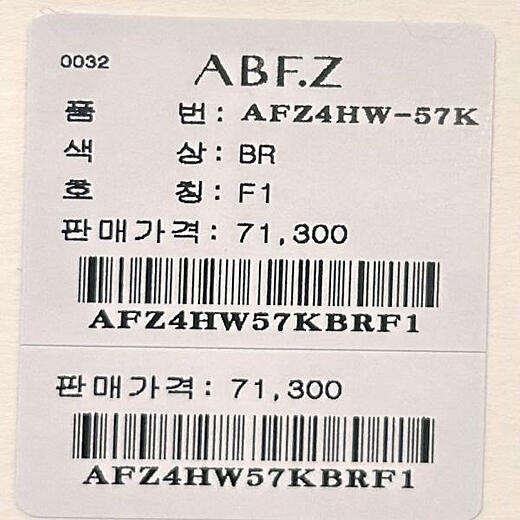 0032 ABF.Z
품 번: AFZ4HW-57K
색 상: BR
호 칭: F1
판매가격: 71,300
AFZ4HW57KBRF1
판매가격: 71,300
AFZ4HW57KBRF1